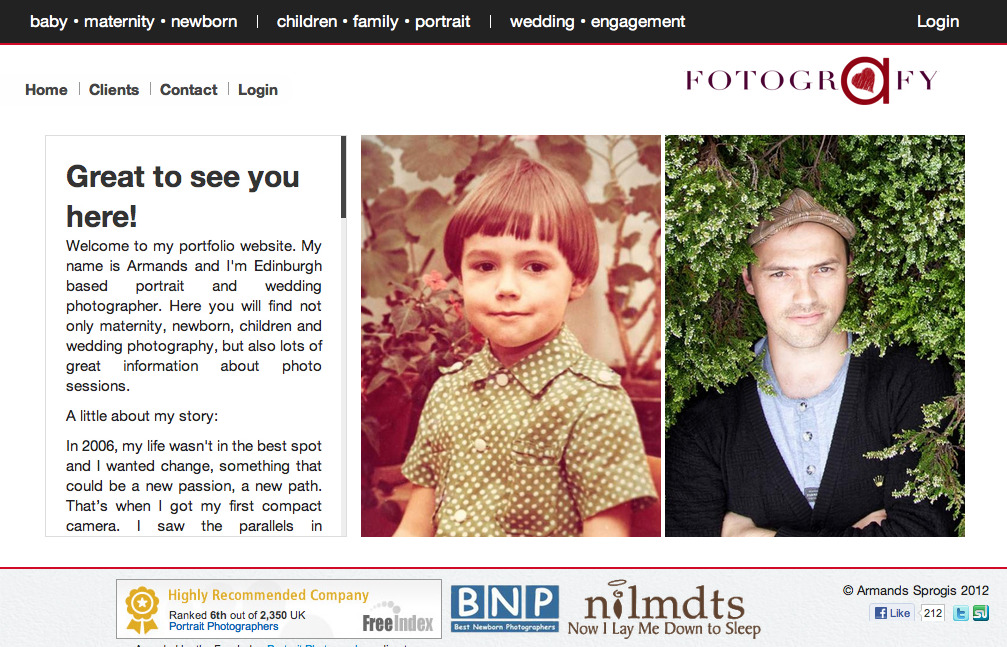 baby • maternity • newborn | children • family • portrait | wedding • engagement Login
Home | Clients | Contact | Login
FOTOGRaFY
Great to see you
here!
Welcome to my portfolio website. My
name is Armands and I'm Edinburgh
based portrait and wedding
photographer. Here you will find not
only maternity, newborn, children and
wedding photography, but also lots of
great information about photo
sessions.
A little about my story:
In 2006, my life wasn't in the best spot
and I wanted change, something that
could be a new passion, a new path.
That's when I got my first compact
camera. I saw the parallels in
Highly Recommended Company
Ranked 6th out of 2,350 UK
Portrait Photographers
FreeIndex
BNP
Best Newborn Photographers
nilmdts
Now I Lay Me Down to Sleep
© Armands Sprogis 2012
Like 212